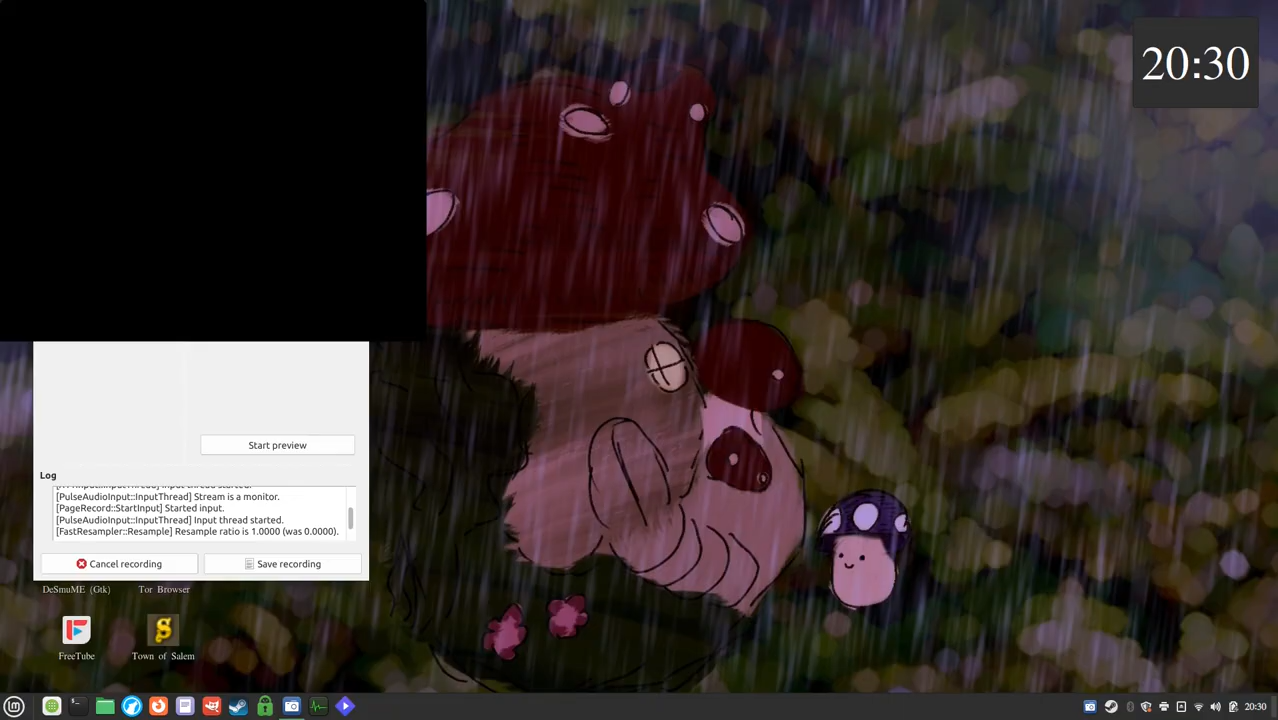 20:30
Start preview
Log
[PulseAudioInput::InputThread] Stream is a monitor.
[PageRecord::StartInput] Started input.
[PulseAudioInput::InputThread] Input thread started.
[FastResampler::Resample] Resample ratio is 1.0000 (was 0.0000).
Cancel recording
Save recording
DeSmuME (Gtk)
Tor Browser
FreeTube
Town of Salem
20:30